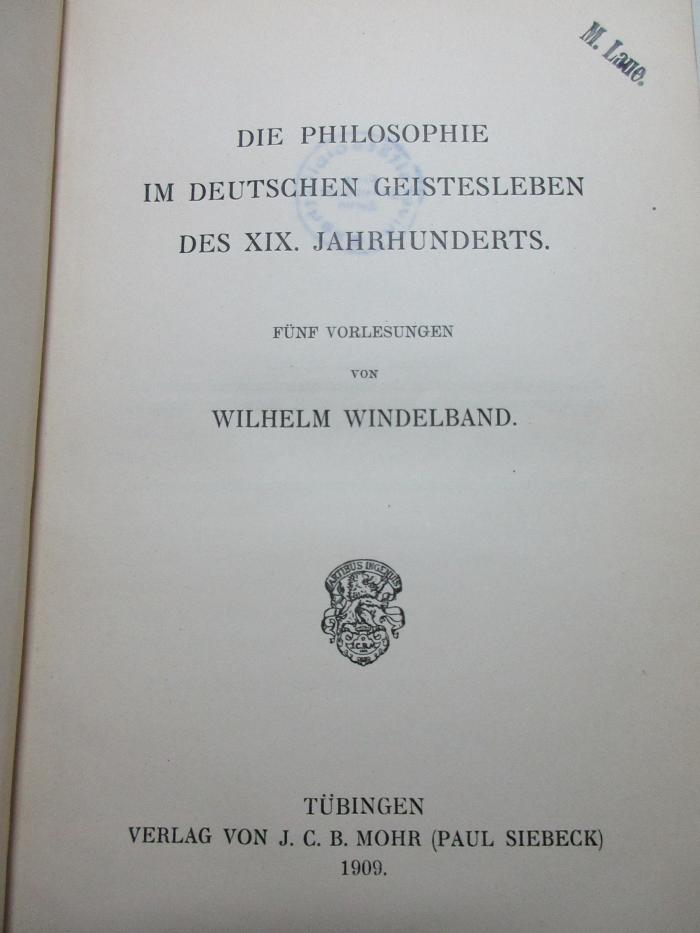 M. Laue.
DIE PHILOSOPHIE
IM DEUTSCHEN GEISTESLEBEN
DES XIX. JAHRHUNDERTS.
FÜNF VORLESUNGEN
VON
WILHELM WINDELBAND.
ARTIBUS INGENUIS
J.C.B.M.
TÜBINGEN
VERLAG VON J. C. B. MOHR (PAUL SIEBECK)
1909.